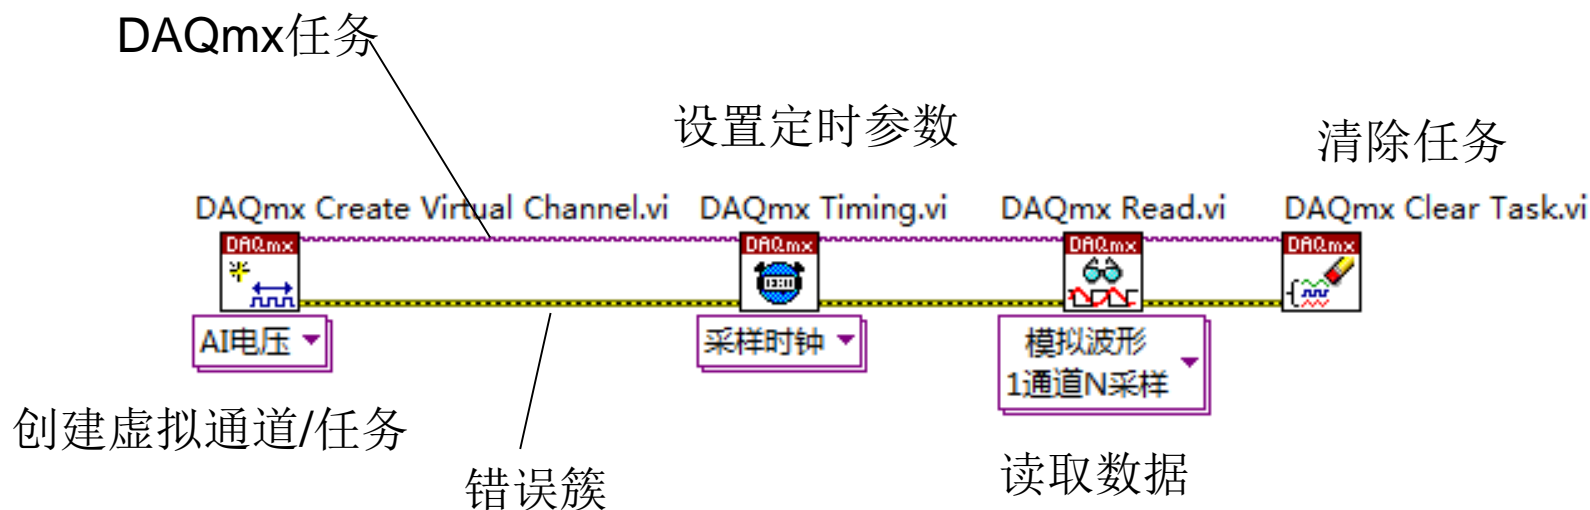 DAQmx任务
设置定时参数
清除任务
DAQmx Create Virtual Channel.vi
DAQmx Timing.vi
DAQmx Read.vi
DAQmx Clear Task.vi
DAQmx
DAQmx
DAQmx
DAQmx
AI电压
采样时钟
模拟波形
1通道N采样
创建虚拟通道/任务
错误簇
读取数据